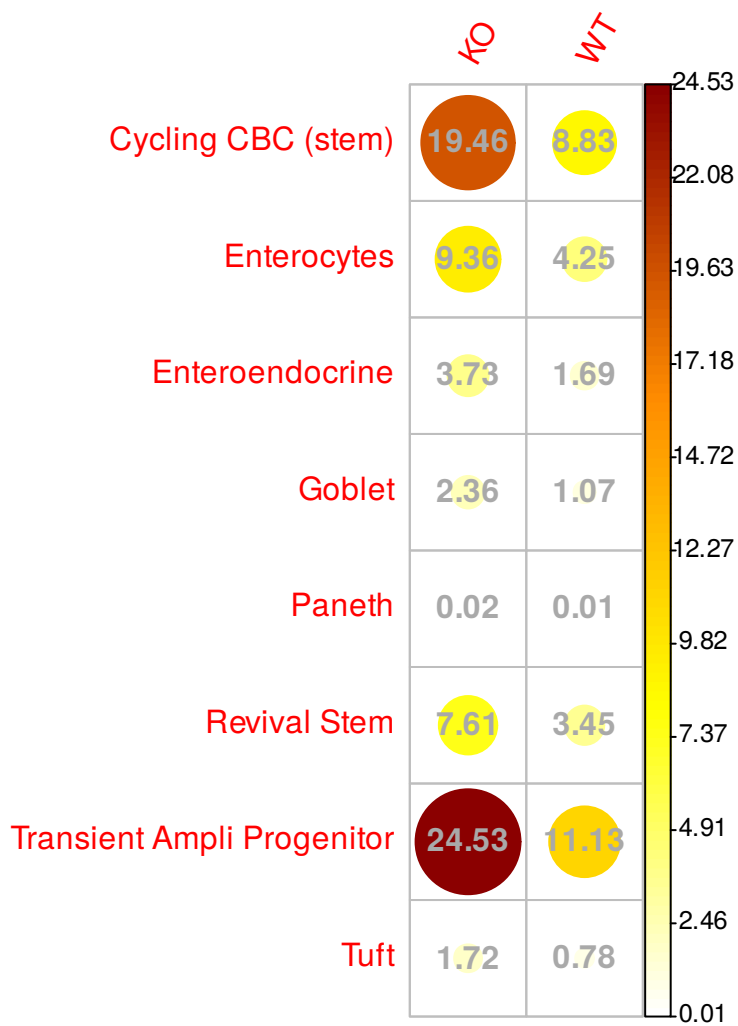 KO WT
Cycling CBC (stem) 19.46 8.83
Enterocytes 9.36 4.25
Enteroendocrine 3.73 1.69
Goblet 2.36 1.07
Paneth 0.02 0.01
Revival Stem 7.61 3.45
Transient Ampli Progenitor 24.53 11.13
Tuft 1.72 0.78
24.53
22.08
19.63
17.18
14.72
12.27
9.82
7.37
4.91
2.46
0.01